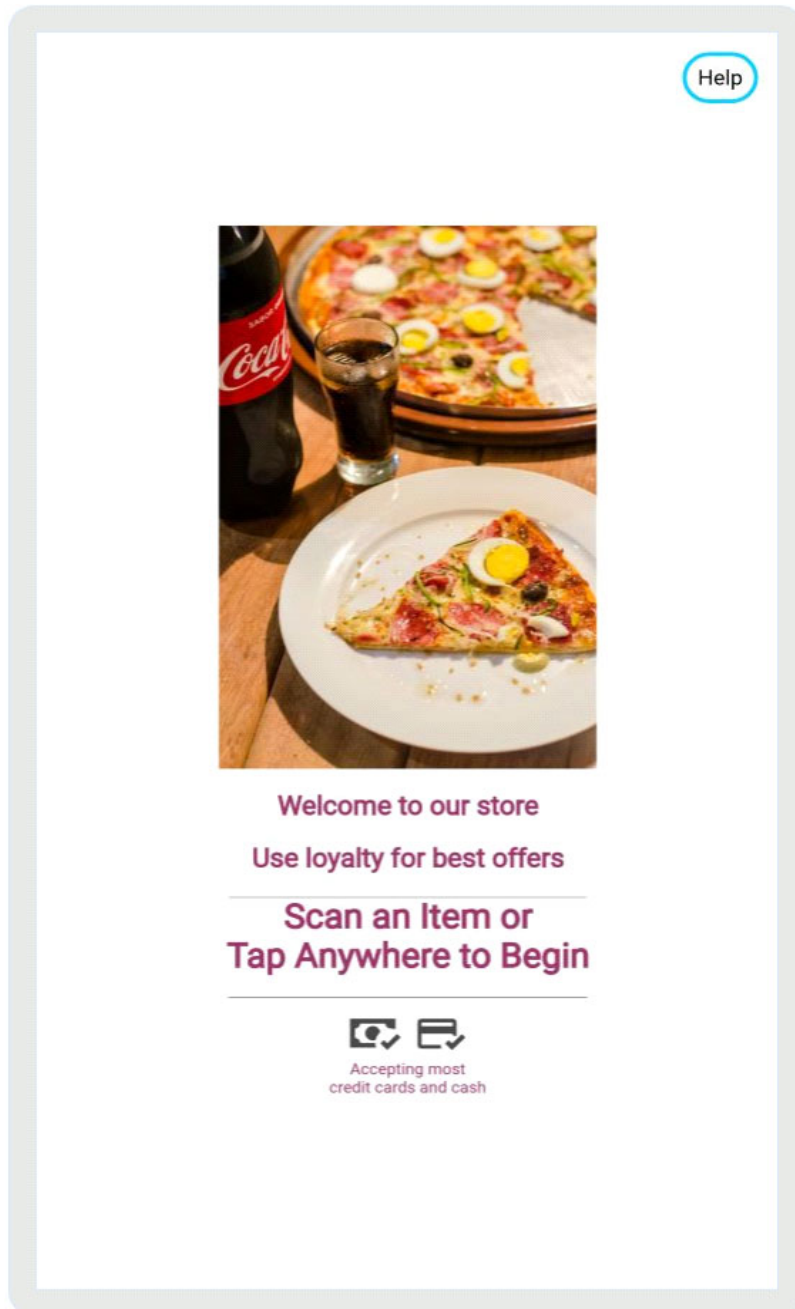 Help
SABOR
Coca
Welcome to our store
Use loyalty for best offers
Scan an Item or
Tap Anywhere to Begin
Accepting most
credit cards and cash